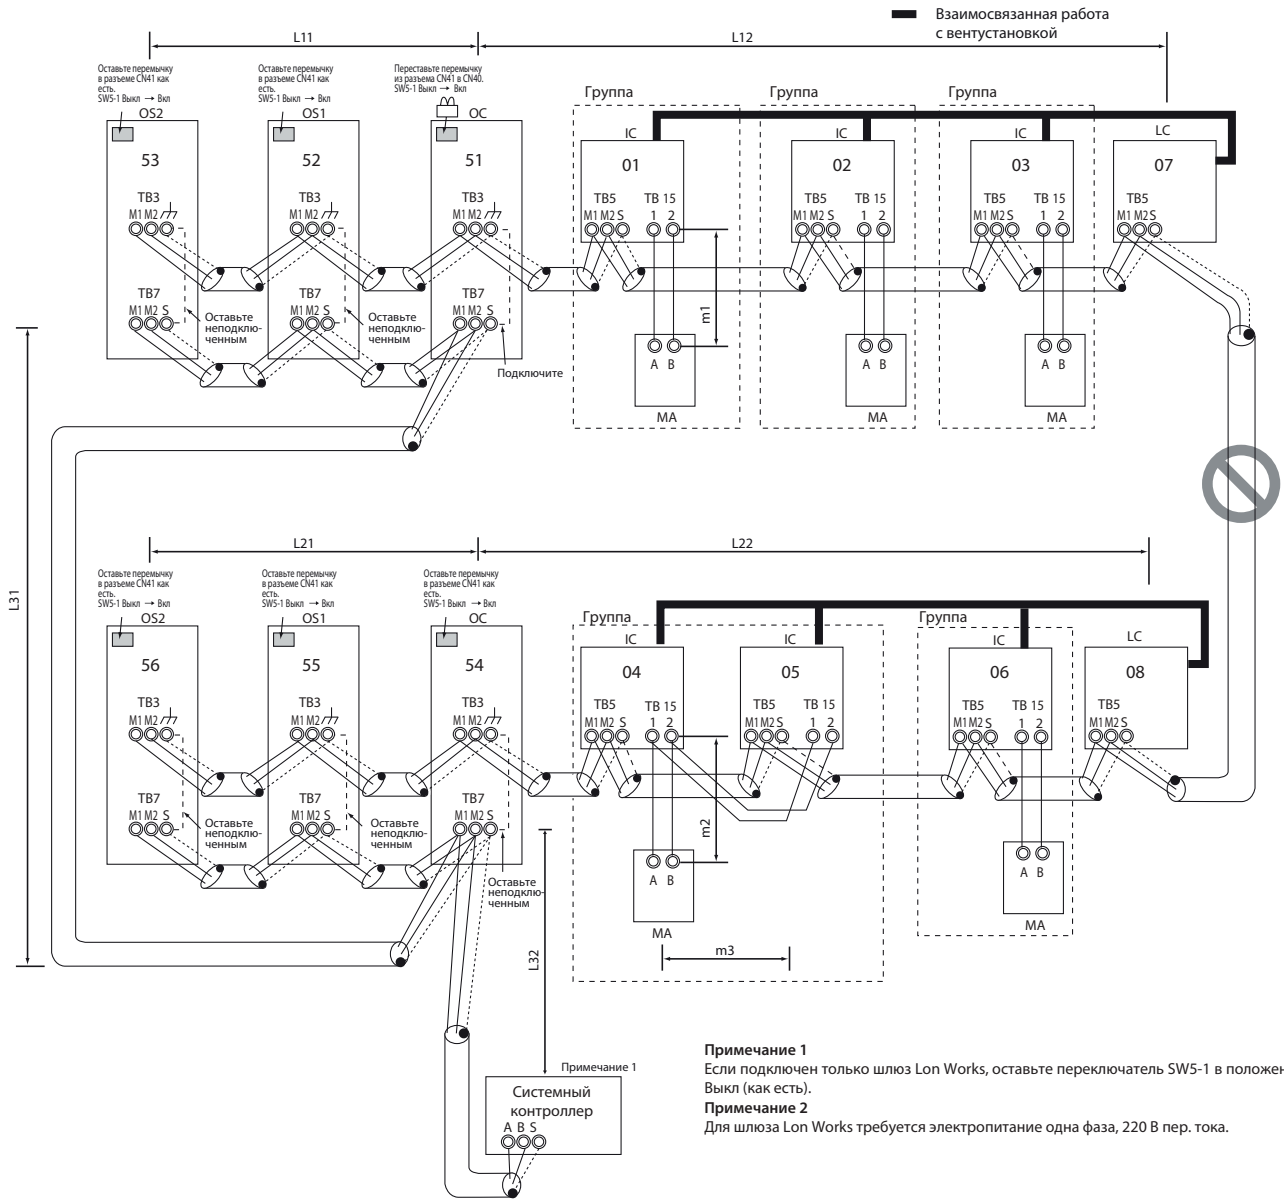 Взаимосвязанная работа
с вентустановкой
L11
L12
Оставьте перемычку
в разъеме CN41 как
есть.
SW5-1 Выкл → Вкл
OS2
Оставьте перемычку
в разъеме CN41 как
есть.
SW5-1 Выкл → Вкл
OS1
Переставьте перемычку
из разъема CN41 в CN40.
SW5-1 Выкл → Вкл
OC
Группа
Группа
Группа
IC
IC
IC
LC
53
52
51
01
02
03
07
TB3
M1 M2
TB3
M1 M2
TB3
M1 M2
TB5
M1 M2 S
TB 15
1 2
TB5
M1 M2 S
TB 15
1 2
TB5
M1 M2 S
TB 15
1 2
TB5
M1 M2 S
TB7
M1 M2 S
Оставьте
неподклю-
ченным
TB7
M1 M2 S
Оставьте
неподклю-
ченным
TB7
M1 M2 S
Подключите
m1
A B
MA
A B
MA
A B
MA
L31
L21
L22
Оставьте перемычку
в разъеме CN41 как
есть.
SW5-1 Выкл → Вкл
OS2
Оставьте перемычку
в разъеме CN41 как
есть.
SW5-1 Выкл → Вкл
OS1
Оставьте перемычку
в разъеме CN41 как
есть.
SW5-1 Выкл → Вкл
OC
Группа
Группа
IC
IC
IC
LC
56
55
54
04
05
06
08
TB3
M1 M2
TB3
M1 M2
TB3
M1 M2
TB5
M1 M2 S
TB 15
1 2
TB5
M1 M2 S
TB 15
1 2
TB5
M1 M2 S
TB 15
1 2
TB5
M1 M2 S
TB7
M1 M2 S
Оставьте
неподклю-
ченным
TB7
M1 M2 S
Оставьте
неподклю-
ченным
TB7
M1 M2 S
Оставьте
неподклю-
ченным
m2
A B
MA
m3
A B
MA
L32
Примечание 1
Системный
контроллер
A B S
Примечание 1
Если подключен только шлюз Lon Works, оставьте переключатель SW5-1 в положен
Выкл (как есть).
Примечание 2
Для шлюза Lon Works требуется электропитание одна фаза, 220 В пер. тока.